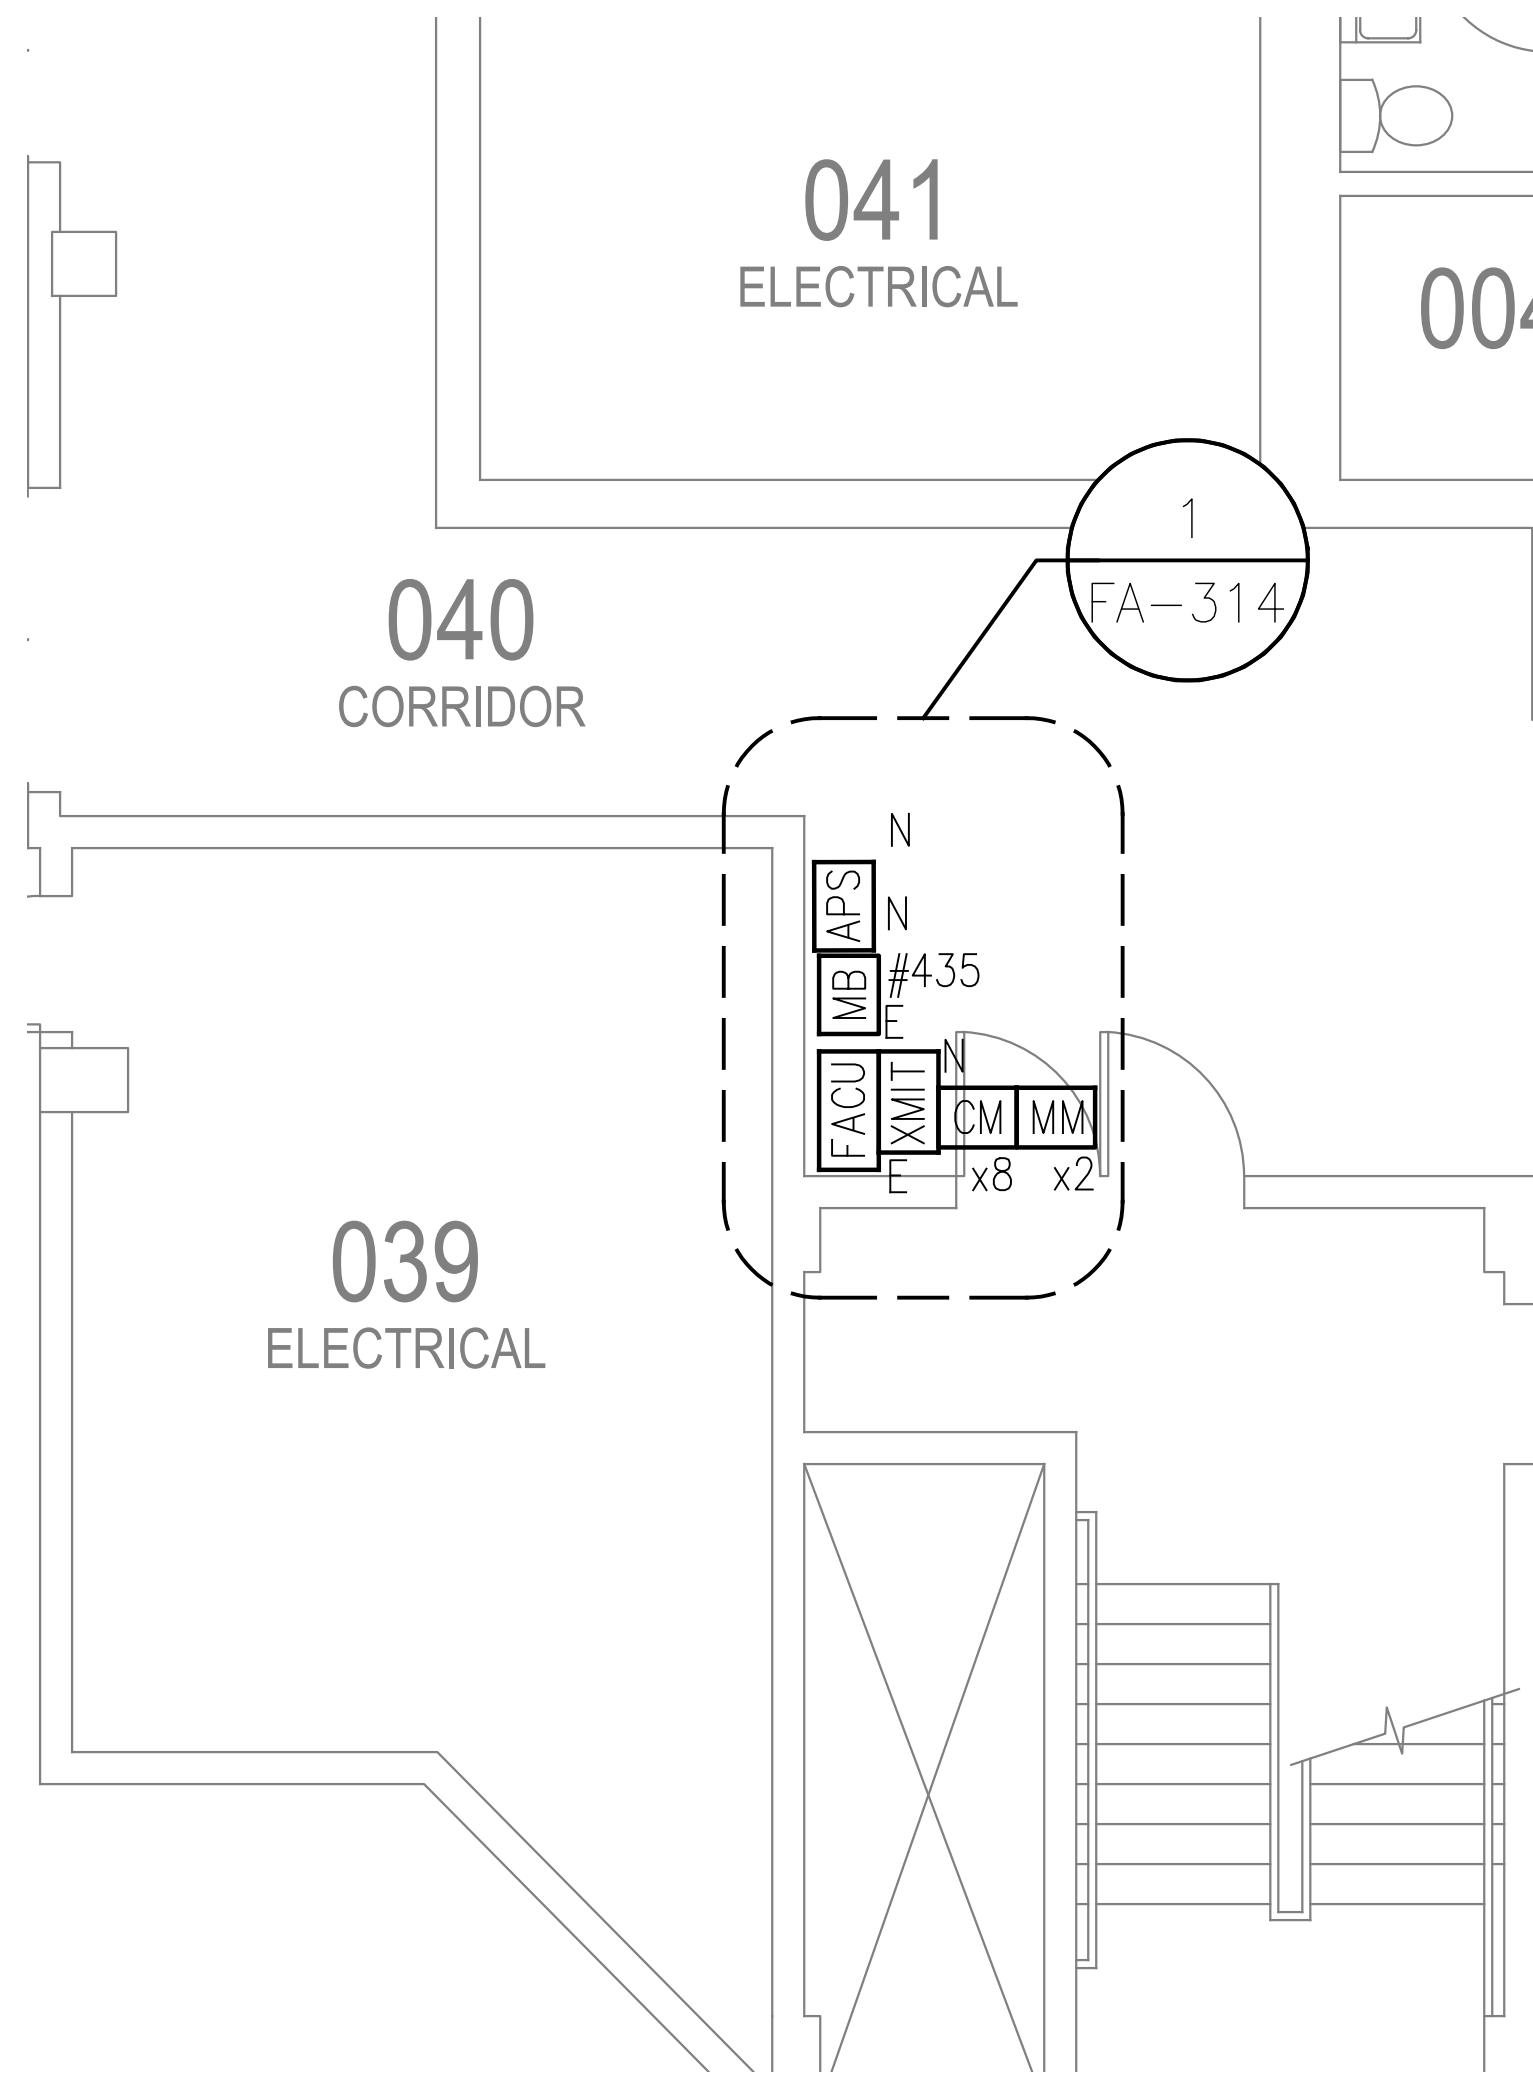 041
ELECTRICAL
004
1
FA-314
040
CORRIDOR
N
APS
N
#435
MB
E
N
FACU
XMIT
CM
MM
E
x8
x2
039
ELECTRICAL